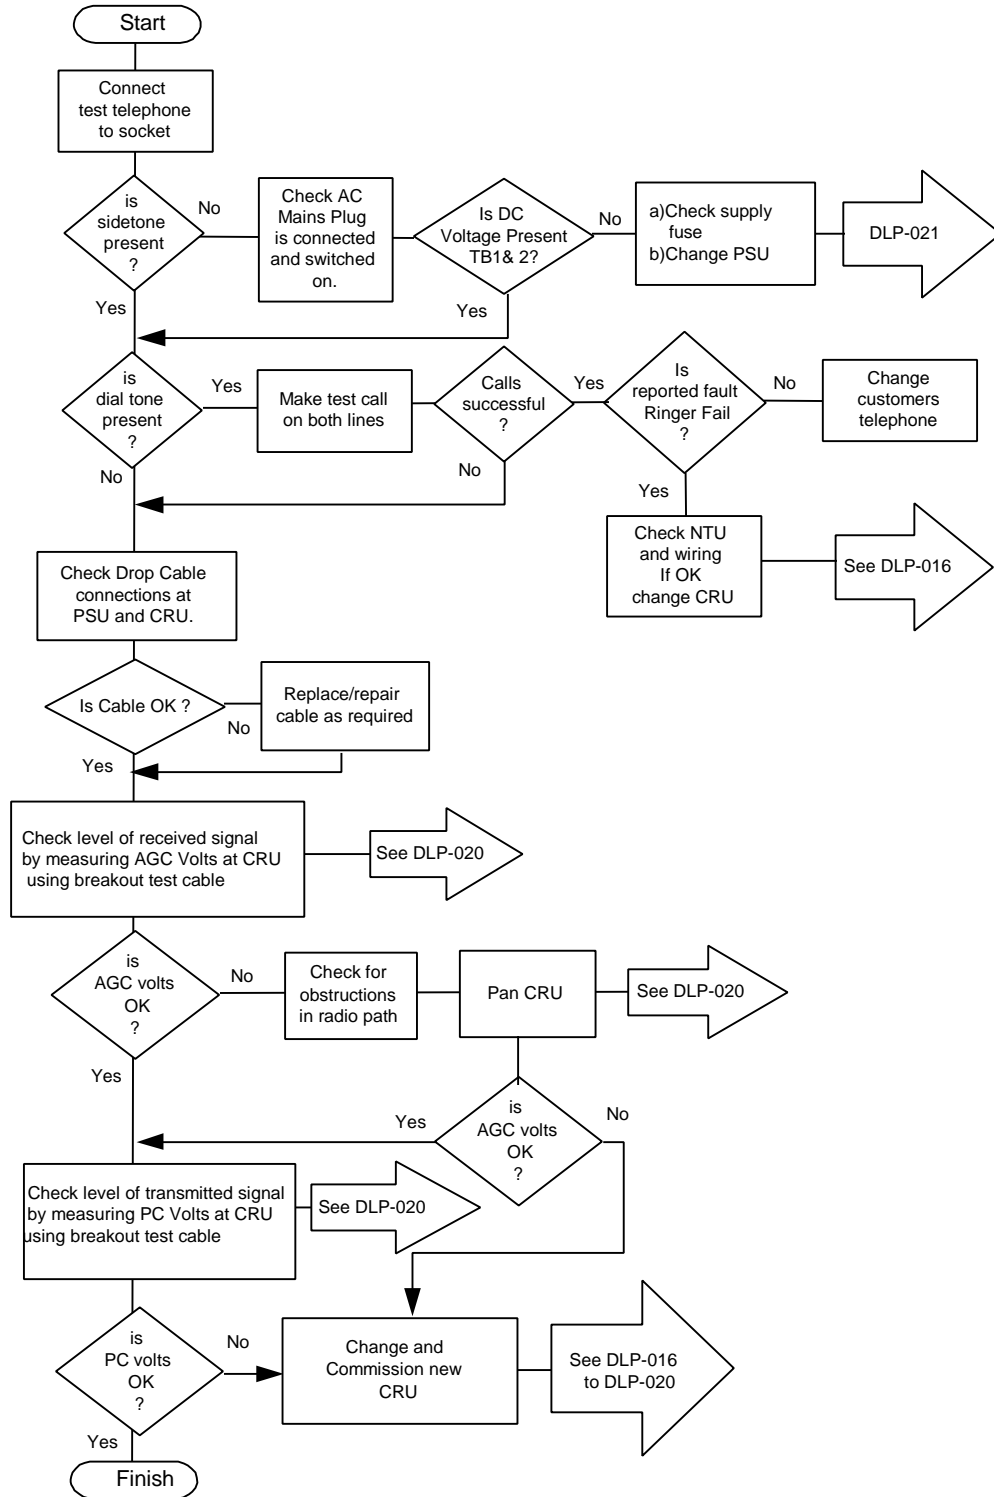 Start
Connect
test telephone
to socket
is
sidetone
present
?
No
Check AC
Mains Plug
is connected
and switched
on.
Is DC
Voltage Present
TB1& 2?
No
a)Check supply
fuse
b)Change PSU
DLP-021
Yes
Yes
is
dial tone
present
?
Yes
Make test call
on both lines
Calls
successful
?
Yes
Is
reported fault
Ringer Fail
?
No
Change
customers
telephone
No
No
Yes
Check NTU
and wiring
If OK
change CRU
See DLP-016
Check Drop Cable
connections at
PSU and CRU.
Is Cable OK ?
No
Replace/repair
cable as required
Yes
Check level of received signal
by measuring AGC Volts at CRU
using breakout test cable
See DLP-020
is
AGC volts
OK
?
No
Check for
obstructions
in radio path
Pan CRU
See DLP-020
Yes
is
AGC volts
OK
?
Yes
No
Check level of transmitted signal
by measuring PC Volts at CRU
using breakout test cable
See DLP-020
is
PC volts
OK
?
No
Change and
Commission new
CRU
See DLP-016
to DLP-020
Yes
Finish